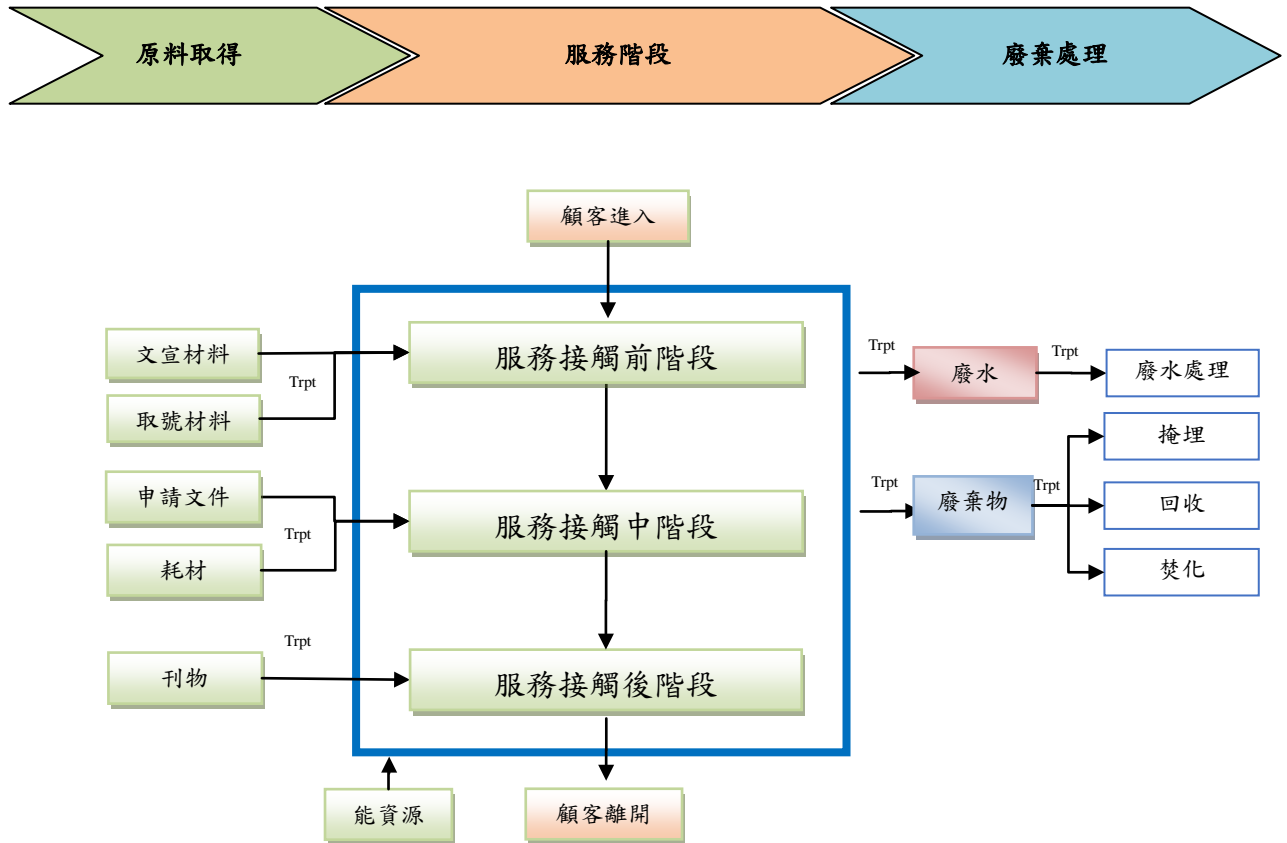 原料取得
服務階段
廢棄處理
顧客進入
文宣材料
Trpt
取號材料
服務接觸前階段
Trpt
廢水
Trpt
廢水處理
申請文件
Trpt
耗材
服務接觸中階段
Trpt
廢棄物
Trpt
掩埋
回收
焚化
Trpt
刊物
服務接觸後階段
能資源
顧客離開